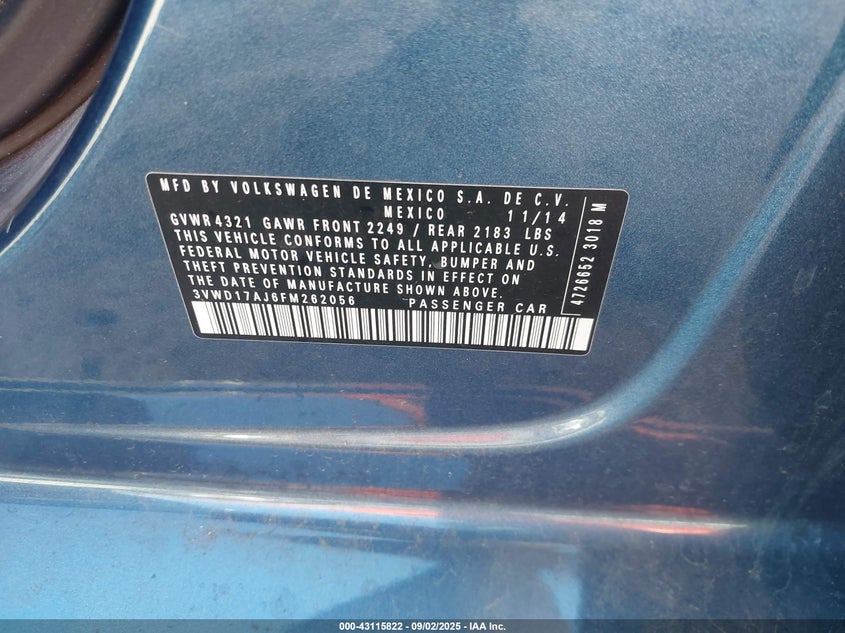 MFD BY VOLKSWAGEN DE MEXICO S.A. DE C.V.
MEXICO 11/14
GVWR 4321 GAWR FRONT 2249 / REAR 2183 LBS
THIS VEHICLE CONFORMS TO ALL APPLICABLE U.S.
FEDERAL MOTOR VEHICLE SAFETY, BUMPER AND
THEFT PREVENTION STANDARDS IN EFFECT ON
THE DATE OF MANUFACTURE SHOWN ABOVE.
3VWD17AJ6FM262056 PASSENGER CAR
4726652 3018 M
000-43115822 - 09/02/2025 - IAA Inc.